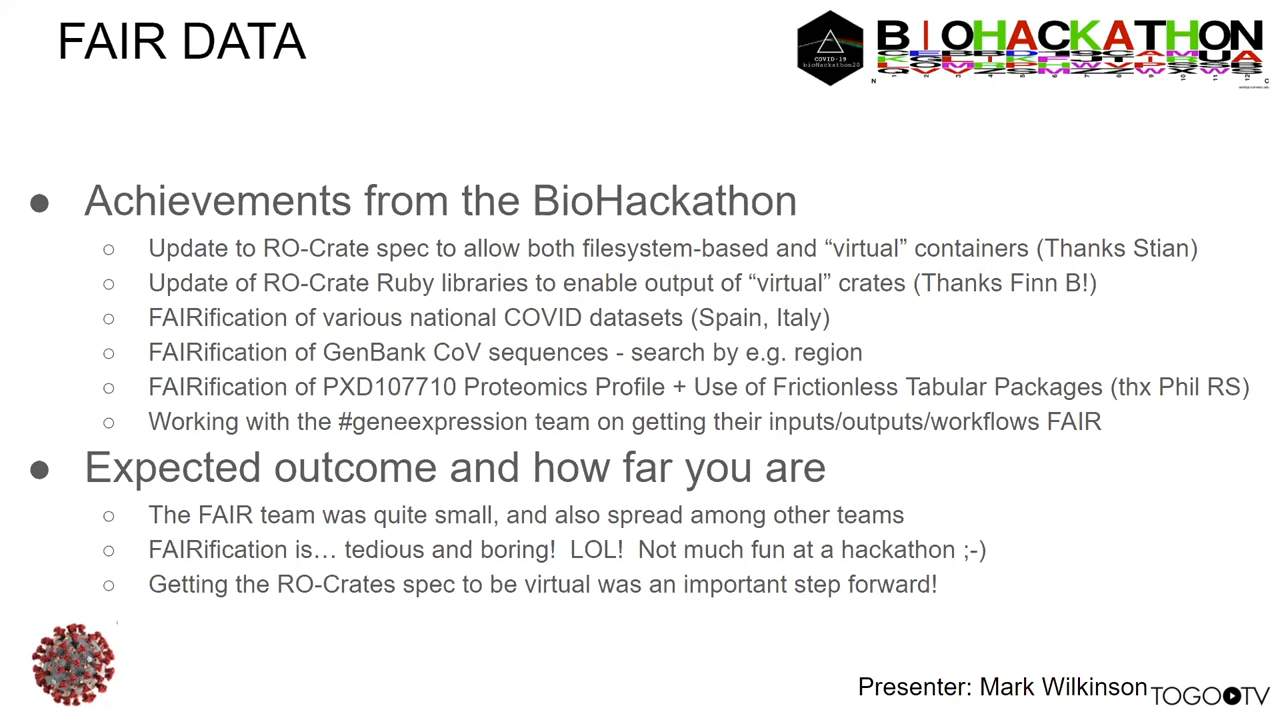 FAIR DATA
COVID-19
bioHackathon20
BIOHACKATHON
● Achievements from the BioHackathon
○ Update to RO-Crate spec to allow both filesystem-based and “virtual” containers (Thanks Stian)
○ Update of RO-Crate Ruby libraries to enable output of “virtual” crates (Thanks Finn B!)
○ FAIRification of various national COVID datasets (Spain, Italy)
○ FAIRification of GenBank CoV sequences - search by e.g. region
○ FAIRification of PXD107710 Proteomics Profile + Use of Frictionless Tabular Packages (thx Phil RS)
○ Working with the #geneexpression team on getting their inputs/outputs/workflows FAIR
● Expected outcome and how far you are
○ The FAIR team was quite small, and also spread among other teams
○ FAIRification is… tedious and boring!  LOL!  Not much fun at a hackathon ;-)
○ Getting the RO-Crates spec to be virtual was an important step forward!
Presenter: Mark Wilkinson
TOGO TV